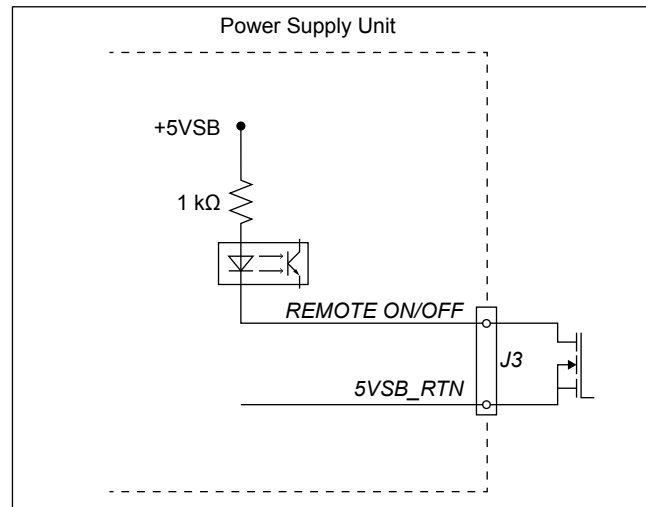 Power Supply Unit
+5VSB
1 kΩ
REMOTE ON/OFF
J3
5VSB_RTN